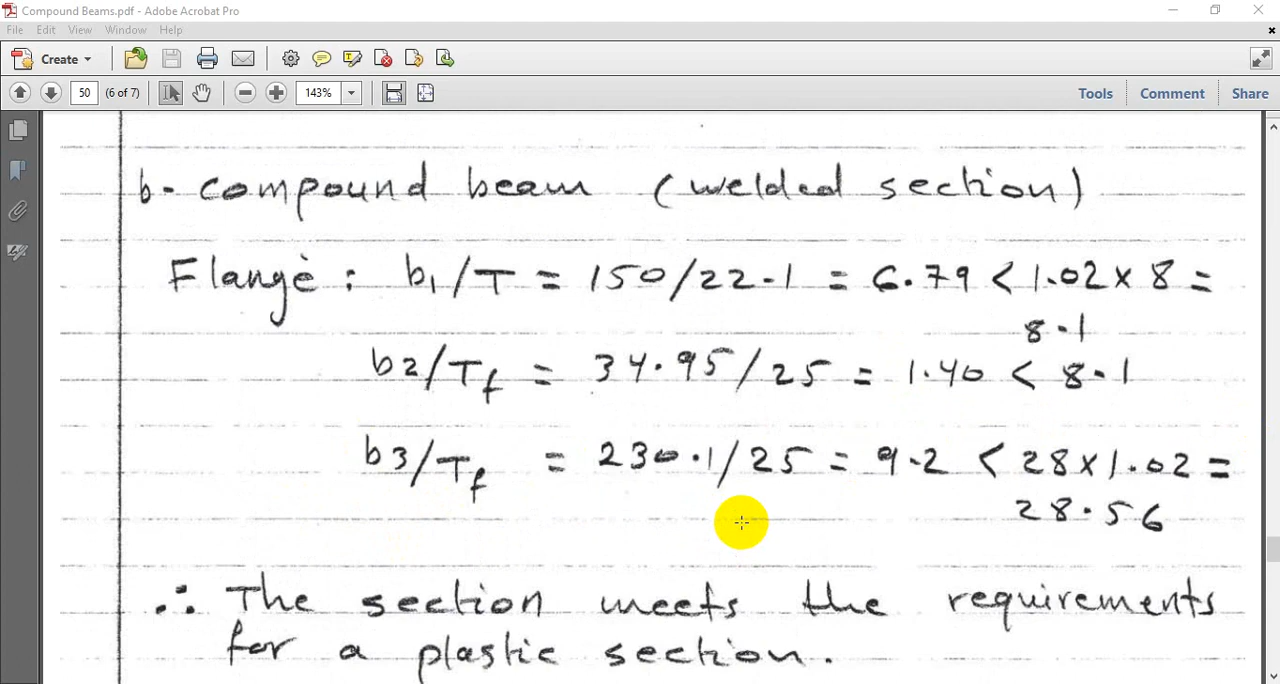 Compound Beams.pdf - Adobe Acrobat Pro
File Edit View Window Help
Create
50 (6 of 7) 143% Tools Comment Share
b- compound beam (welded section)
Flange : b1/T = 150/22.1 = 6.79 < 1.02 x 8 =
8.1
b2/Tf = 34.95/25 = 1.40 < 8.1
b3/Tf = 230.1/25 = 9.2 < 28 x 1.02 =
28.56
∴ The section meets the requirements
for a plastic section.